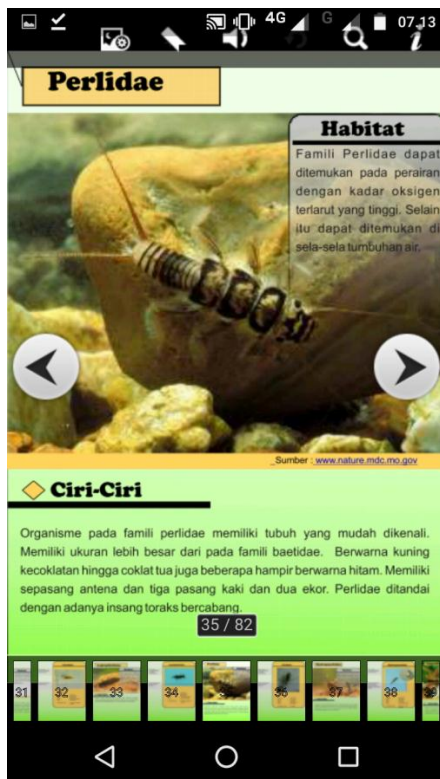 4G
G
07.13
Perlidae
Habitat
Famili Perlidae dapat
ditemukan pada perairan
dengan kadar oksigen
terlarut yang tinggi. Selain
itu dapat ditemukan di
sela-sela tumbuhan air.
_Sumber : www.nature.mdc.mo.gov
Ciri-Ciri
Organisme pada famili perlidae memiliki tubuh yang mudah dikenali.
Memiliki ukuran lebih besar dari pada famili baetidae. Berwarna kuning
kecoklatan hingga coklat tua juga beberapa hampir berwarna hitam. Memiliki
sepasang antena dan tiga pasang kaki dan dua ekor. Perlidae ditandai
dengan adanya insang toraks bercabang.
35 / 82
31 32 33 34 35 36 37 38 39